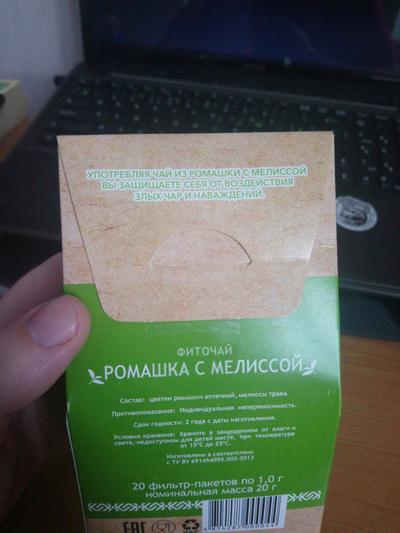 УПОТРЕБЛЯЯ ЧАЙ ИЗ РОМАШКИ С МЕЛИССОЙ
ВЫ ЗАЩИЩАЕТЕ СЕБЯ ОТ ВОЗДЕЙСТВИЯ
ЗЛЫХ ЧАР И НАВАЖДЕНИЙ.
ФИТОЧАЙ
РОМАШКА С МЕЛИССОЙ
Состав: цветки ромашки аптечной, мелиссы трава.
Противопоказания: Индивидуальная непереносимость.
Срок годности: 2 года с даты изготовления.
Условия хранения: Хранить в защищенном от влаги и
света, недоступном для детей месте, при температуре
от 15°С до 25°С.
Изготовлено в соответствии
с ТУ BY 691454095.002-2013
20 фильтр-пакетов по 1,0 г
номинальная масса 20 г
EAC